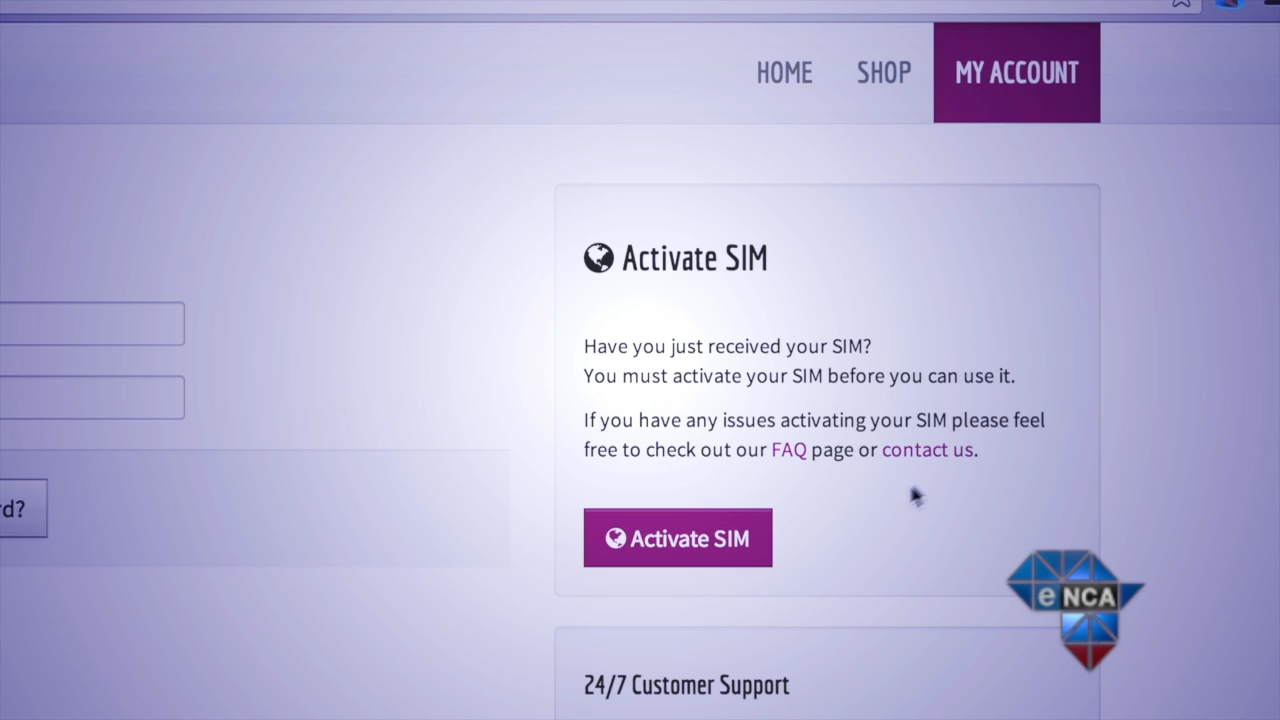 HOME SHOP MY ACCOUNT
Activate SIM
Have you just received your SIM?
You must activate your SIM before you can use it.
If you have any issues activating your SIM please feel
free to check out our FAQ page or contact us.
rd?
Activate SIM
eNCA
24/7 Customer Support